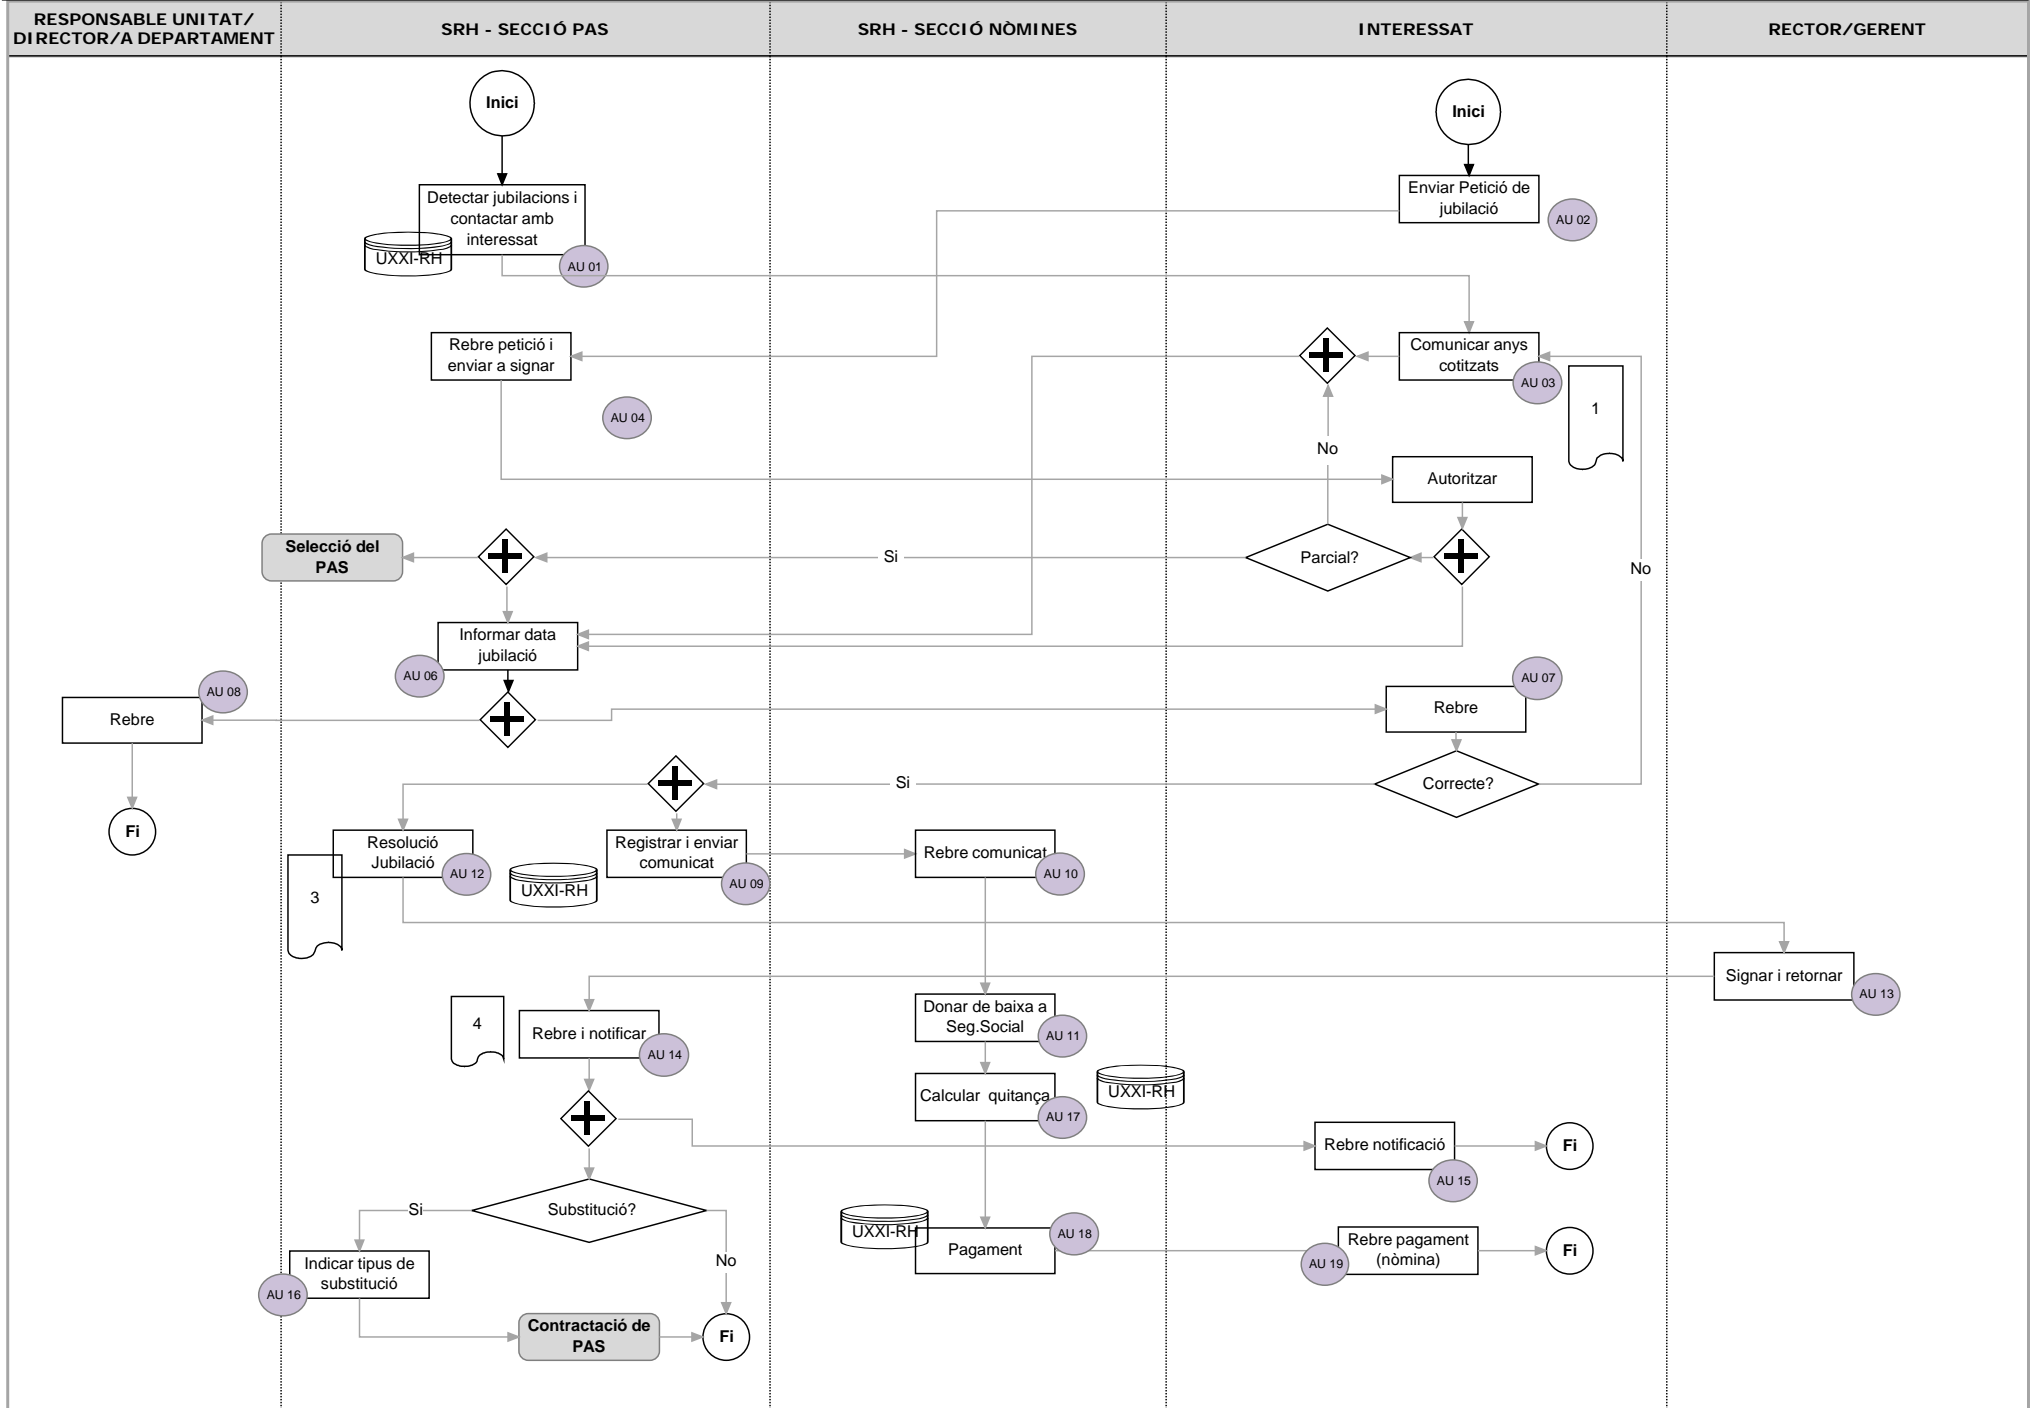 RESPONSABLE UNITAT/
DIRECTOR/A DEPARTAMENT
SRH - SECCIÓ PAS
SRH - SECCIÓ NÒMINES
INTERESSAT
RECTOR/GERENT
Inici
Inici
Detectar jubilacions i
contactar amb
interessat
UXXI-RH
AU 01
Enviar Petició de
jubilació
AU 02
Rebre petició i
enviar a signar
AU 04
Comunicar anys
cotitzats
AU 03
1
No
Autoritzar
Selecció del
PAS
Si
Parcial?
No
Informar data
jubilació
AU 06
AU 08
Rebre
AU 07
Rebre
Si
Correcte?
Fi
Resolució
Jubilació
AU 12
3
UXXI-RH
Registrar i enviar
comunicat
AU 09
Rebre comunicat
AU 10
Signar i retornar
AU 13
4
Rebre i notificar
AU 14
Donar de baixa a
Seg.Social
AU 11
Calcular quitança
AU 17
UXXI-RH
Rebre notificació
AU 15
Fi
Si
Substitució?
No
UXXI-RH
Pagament
AU 18
Rebre pagament
(nòmina)
AU 19
Fi
Indicar tipus de
substitució
AU 16
Contractació de
PAS
Fi